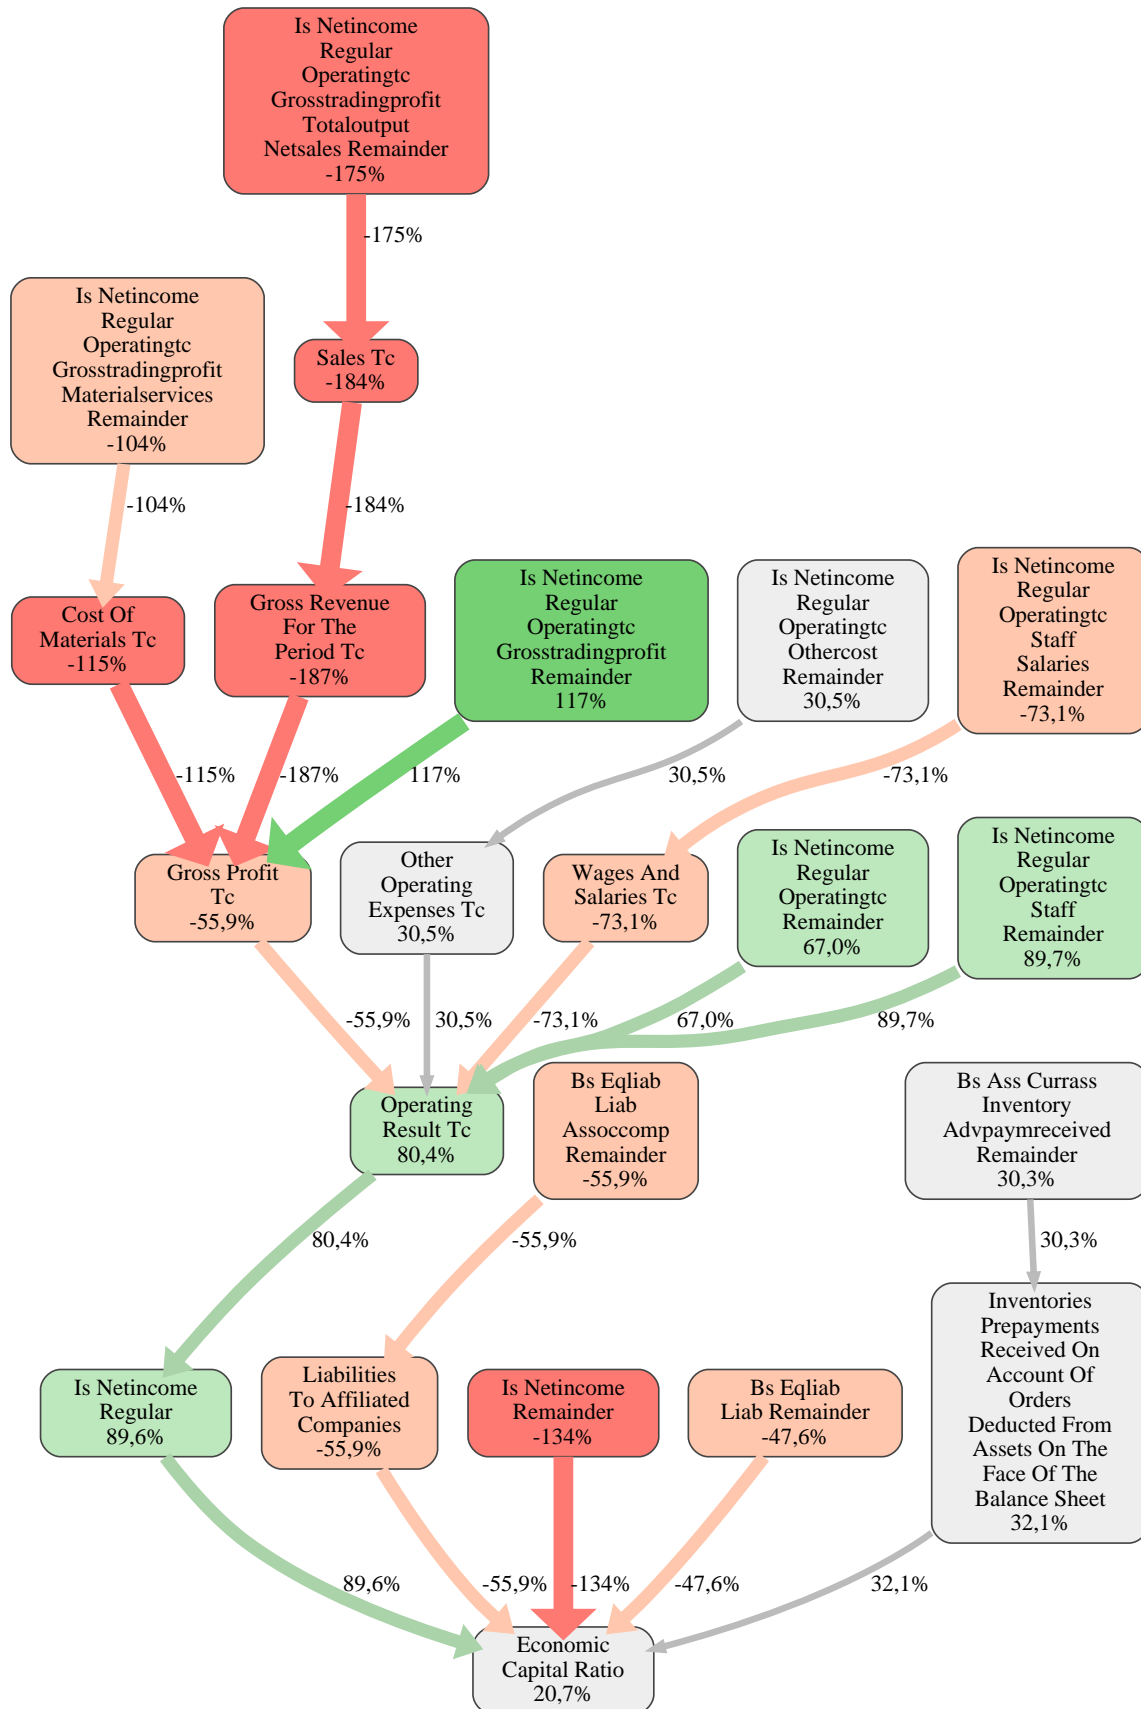 Is Netincome
Regular
Operatingtc
Grosstradingprofit
Totaloutput
Netsales Remainder
-175%
-175%
Is Netincome
Regular
Operatingtc
Grosstradingprofit
Materialservices
Remainder
-104%
Sales Tc
-184%
-104%
-184%
Cost Of
Materials Tc
-115%
Gross Revenue
For The
Period Tc
-187%
Is Netincome
Regular
Operatingtc
Grosstradingprofit
Remainder
117%
Is Netincome
Regular
Operatingtc
Othercost
Remainder
30,5%
Is Netincome
Regular
Operatingtc
Staff
Salaries
Remainder
-73,1%
-115%
-187%
117%
30,5%
-73,1%
Gross Profit
Tc
-55,9%
Other
Operating
Expenses Tc
30,5%
Wages And
Salaries Tc
-73,1%
Is Netincome
Regular
Operatingtc
Remainder
67,0%
Is Netincome
Regular
Operatingtc
Staff
Remainder
89,7%
-55,9%
30,5%
-73,1%
67,0%
89,7%
Operating
Result Tc
80,4%
Bs Eqliab
Liab
Assoccomp
Remainder
-55,9%
Bs Ass Currass
Inventory
Advpaymreceived
Remainder
30,3%
80,4%
-55,9%
30,3%
Is Netincome
Regular
89,6%
Liabilities
To Affiliated
Companies
-55,9%
Is Netincome
Remainder
-134%
Bs Eqliab
Liab Remainder
-47,6%
Inventories
Prepayments
Received On
Account Of
Orders
Deducted From
Assets On The
Face Of The
Balance Sheet
32,1%
89,6%
-55,9%
-134%
-47,6%
32,1%
Economic
Capital Ratio
20,7%